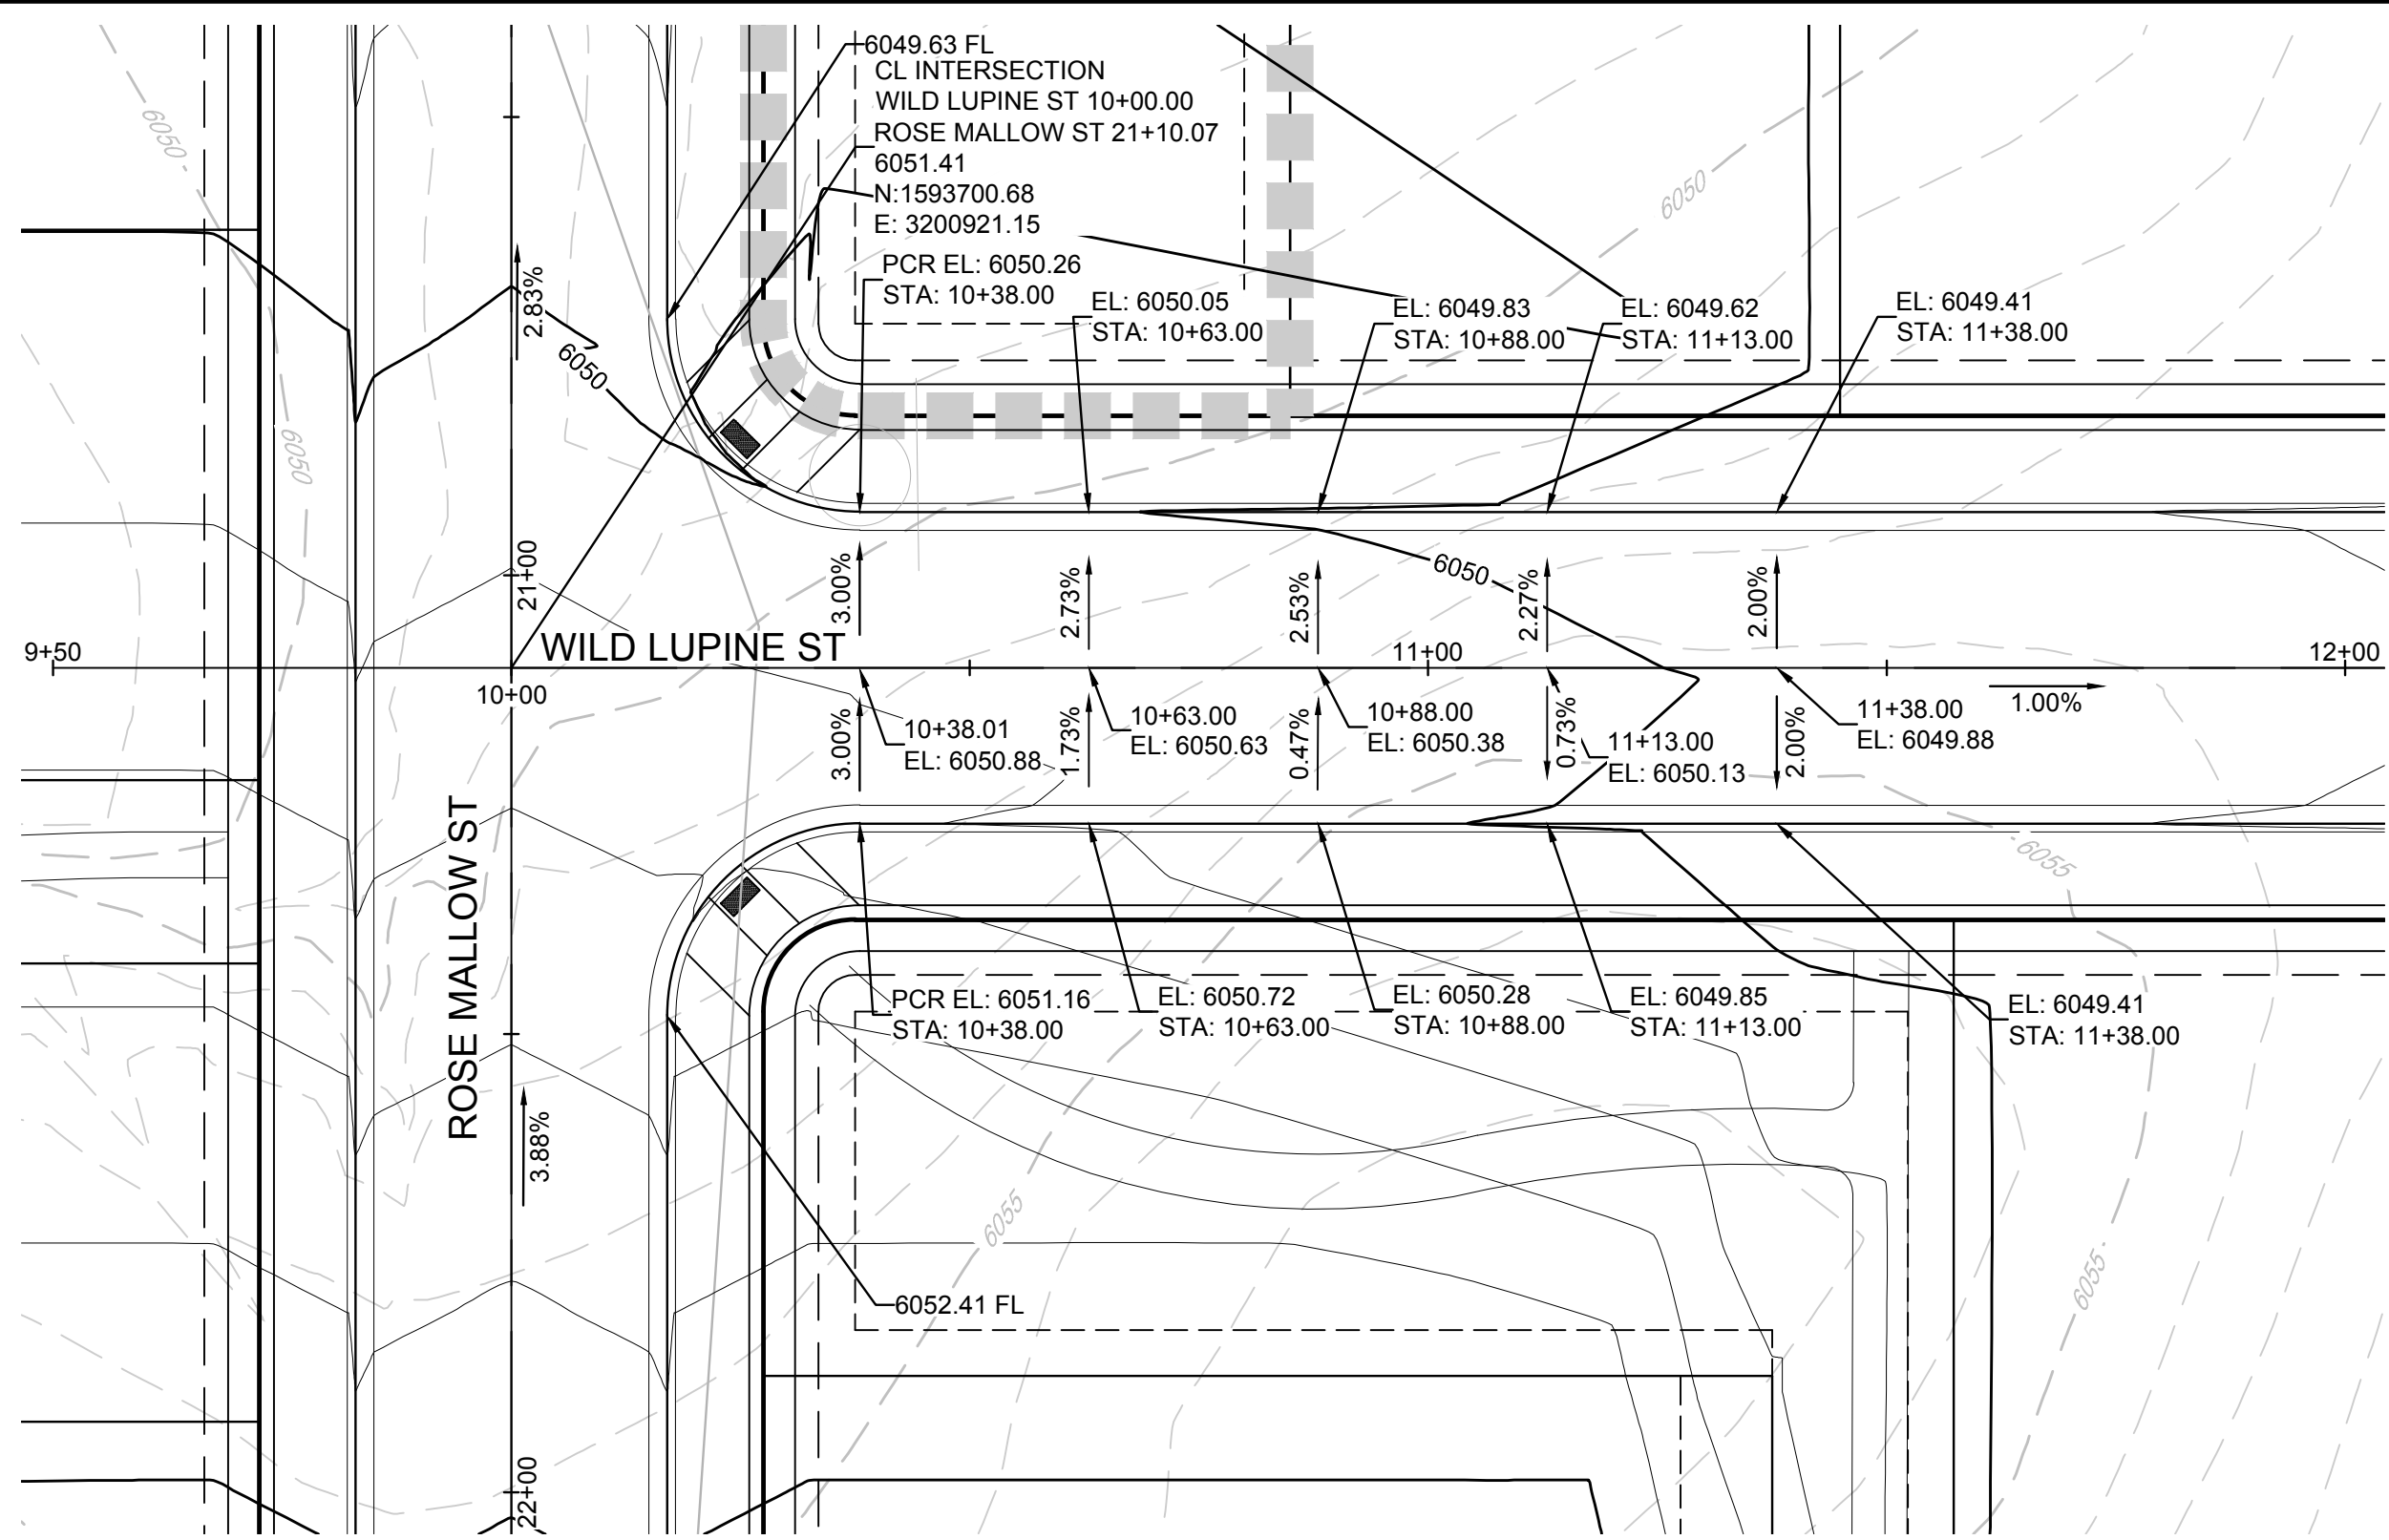 6049.63 FL
CL INTERSECTION
WILD LUPINE ST 10+00.00
ROSE MALLOW ST 21+10.07
6051.41
N:1593700.68
E: 3200921.15
6050
6050
PCR EL: 6050.26
STA: 10+38.00
EL: 6050.05
STA: 10+63.00
EL: 6049.83
STA: 10+88.00
EL: 6049.62
STA: 11+13.00
EL: 6049.41
STA: 11+38.00
2.83%
6050
6050
21+00
3.00%
2.73%
2.53%
6050
2.27%
2.00%
9+50
WILD LUPINE ST
11+00
12+00
10+00
3.00%
10+38.01
EL: 6050.88
1.73%
10+63.00
EL: 6050.63
0.47%
10+88.00
EL: 6050.38
0.73%
11+13.00
EL: 6050.13
2.00%
11+38.00
EL: 6049.88
1.00%
6055
ROSE MALLOW ST
PCR EL: 6051.16
STA: 10+38.00
EL: 6050.72
STA: 10+63.00
EL: 6050.28
STA: 10+88.00
EL: 6049.85
STA: 11+13.00
EL: 6049.41
STA: 11+38.00
3.88%
6055
6055
6052.41 FL
22+00